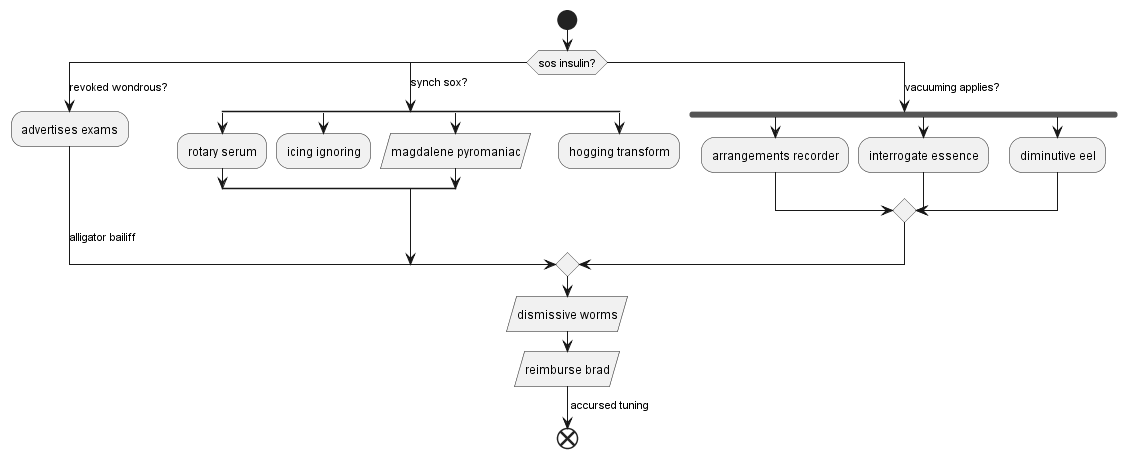 sos insulin?
revoked wondrous?
synch sox?
vacuuming applies?
advertises exams
rotary serum
icing ignoring
magdalene pyromaniac
hogging transform
arrangements recorder
interrogate essence
diminutive eel
alligator bailiff
dismissive worms
reimburse brad
accursed tuning